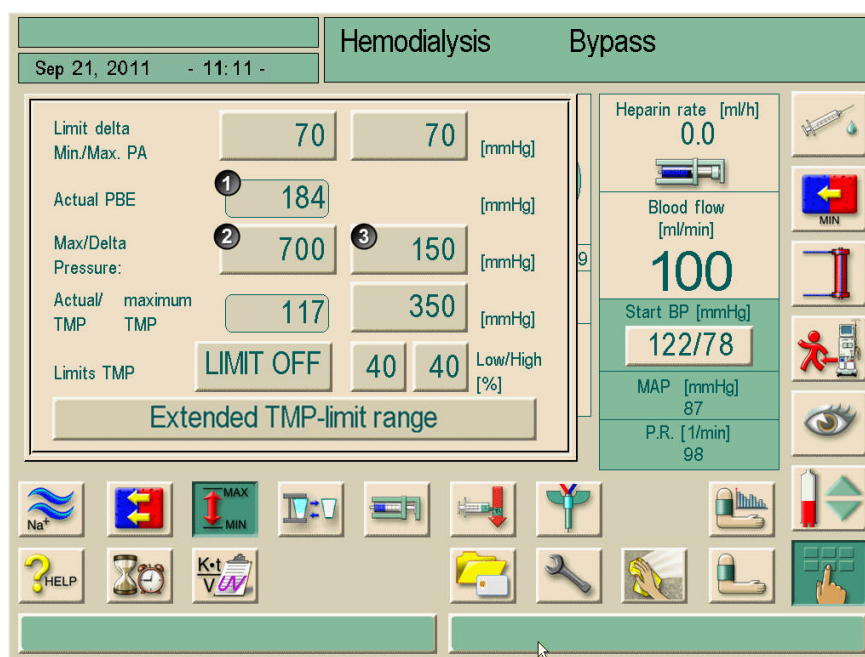 Hemodialysis Bypass
Sep 21, 2011 - 11:11 -
Limit delta
Min./Max. PA
70 70 [mmHg]
Actual PBE
1 184 [mmHg]
Max/Delta
Pressure:
2 700 3 150 [mmHg]
Actual/ maximum
TMP TMP
117 350 [mmHg]
Limits TMP LIMIT OFF 40 40 Low/High
[%]
Extended TMP-limit range
9
Heparin rate [ml/h]
0.0
Blood flow
[ml/min]
100
Start BP [mmHg]
122/78
MAP [mmHg]
87
P.R. [1/min]
98
MIN
Na+
MAX
MIN
?HELP
K•t
V UV